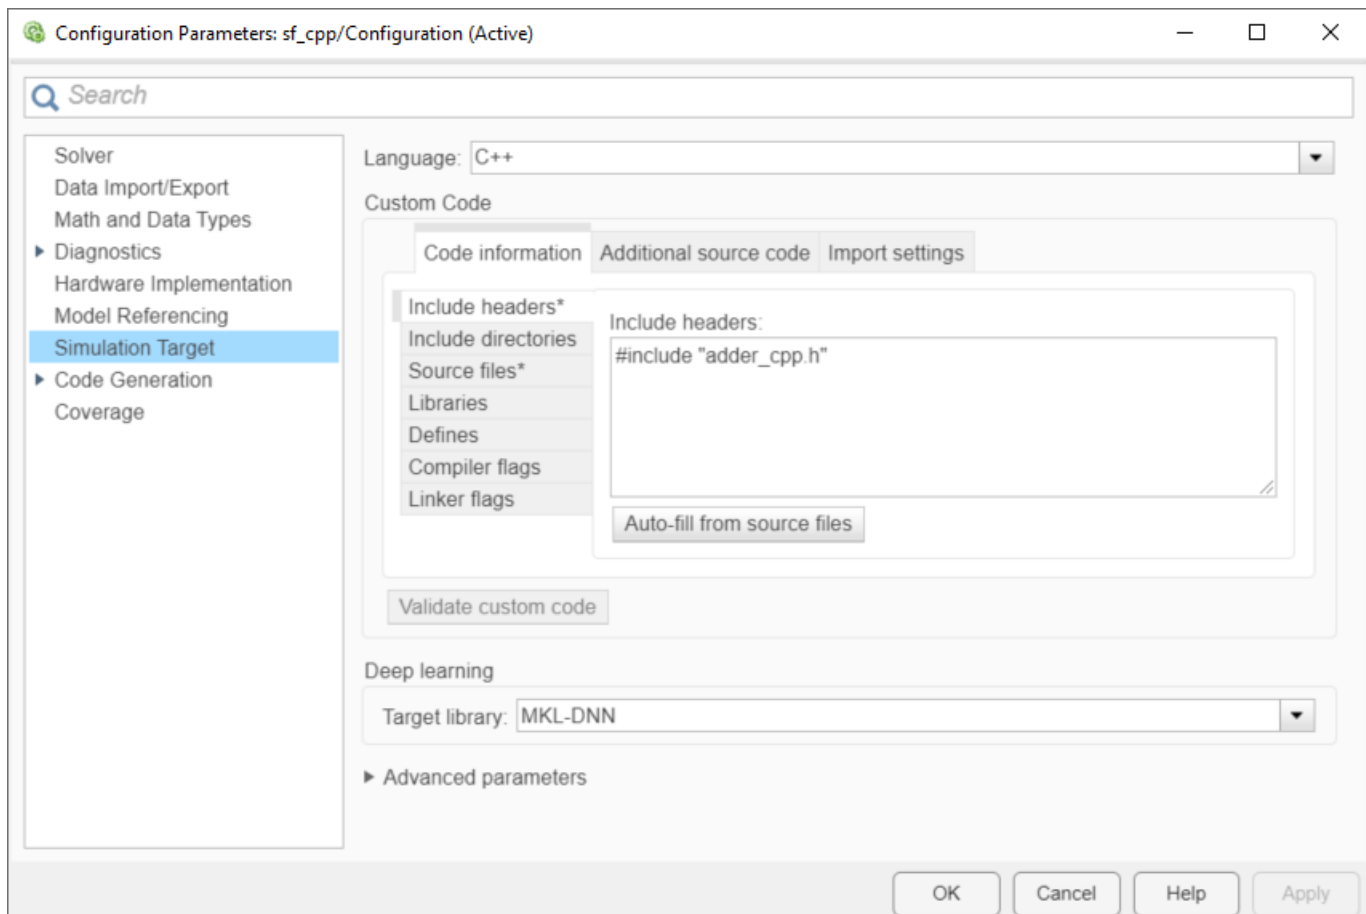 Configuration Parameters: sf_cpp/Configuration (Active)
Search
Solver
Data Import/Export
Math and Data Types
Diagnostics
Hardware Implementation
Model Referencing
Simulation Target
Code Generation
Coverage
Language: C++
Custom Code
Code information Additional source code Import settings
Include headers*
Include directories
Source files*
Libraries
Defines
Compiler flags
Linker flags
Include headers:
#include "adder_cpp.h"
Auto-fill from source files
Validate custom code
Deep learning
Target library: MKL-DNN
Advanced parameters
OK Cancel Help Apply